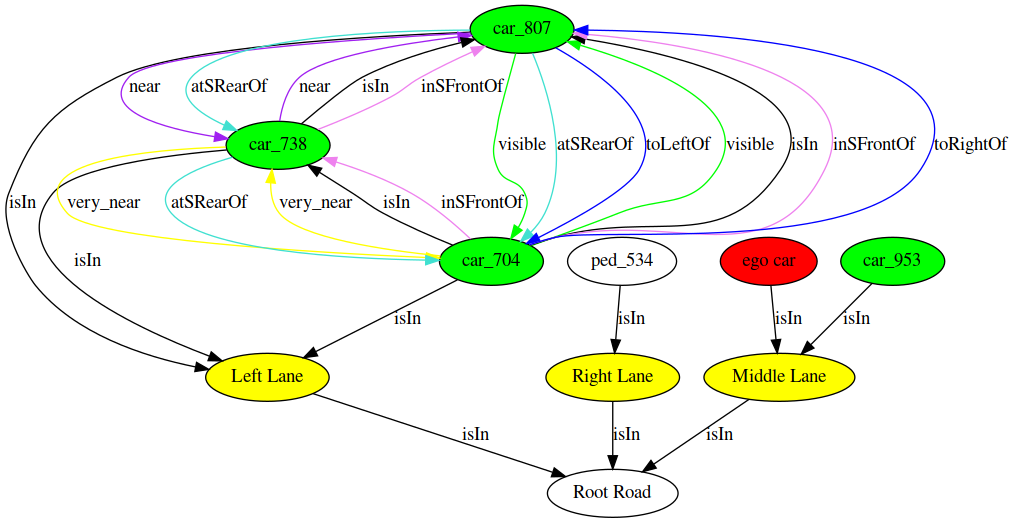 car_807
near
atSRearOf
near
isIn
inSFrontOf
car_738
visible
atSRearOf
toLeftOf
visible
isIn
inSFrontOf
toRightOf
isIn
very_near
atSRearOf
very_near
isIn
inSFrontOf
isIn
car_704
ped_534
ego car
car_953
isIn
isIn
isIn
isIn
Left Lane
Right Lane
Middle Lane
isIn
isIn
isIn
Root Road